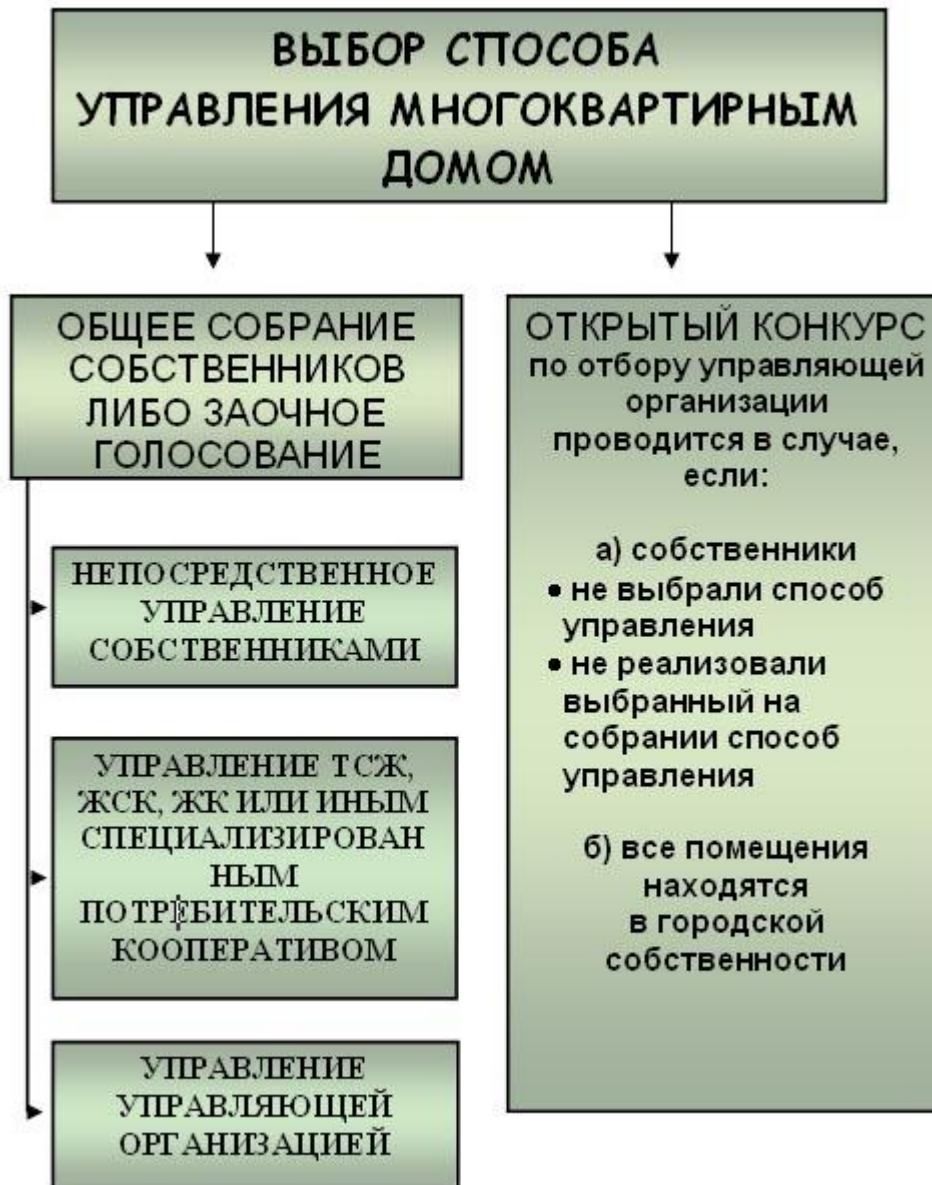 ВЫБОР СПОСОБА
УПРАВЛЕНИЯ МНОГОКВАРТИРНЫМ
ДОМОМ
ОБЩЕЕ СОБРАНИЕ
СОБСТВЕННИКОВ
ЛИБО ЗАОЧНОЕ
ГОЛОСОВАНИЕ
НЕПОСРЕДСТВЕННОЕ
УПРАВЛЕНИЕ
СОБСТВЕННИКАМИ
УПРАВЛЕНИЕ ТСЖ,
ЖСК, ЖК ИЛИ ИНЫМ
СПЕЦИАЛИЗИРОВАН
НЫМ
ПОТРЕБИТЕЛЬСКИМ
КООПЕРАТИВОМ
УПРАВЛЕНИЕ
УПРАВЛЯЮЩЕЙ
ОРГАНИЗАЦИЕЙ
ОТКРЫТЫЙ КОНКУРС
по отбору управляющей
организации
проводится в случае,
если:
а) собственники
• не выбрали способ
управления
• не реализовали
выбранный на
собрании способ
управления
б) все помещения
находятся
в городской
собственности